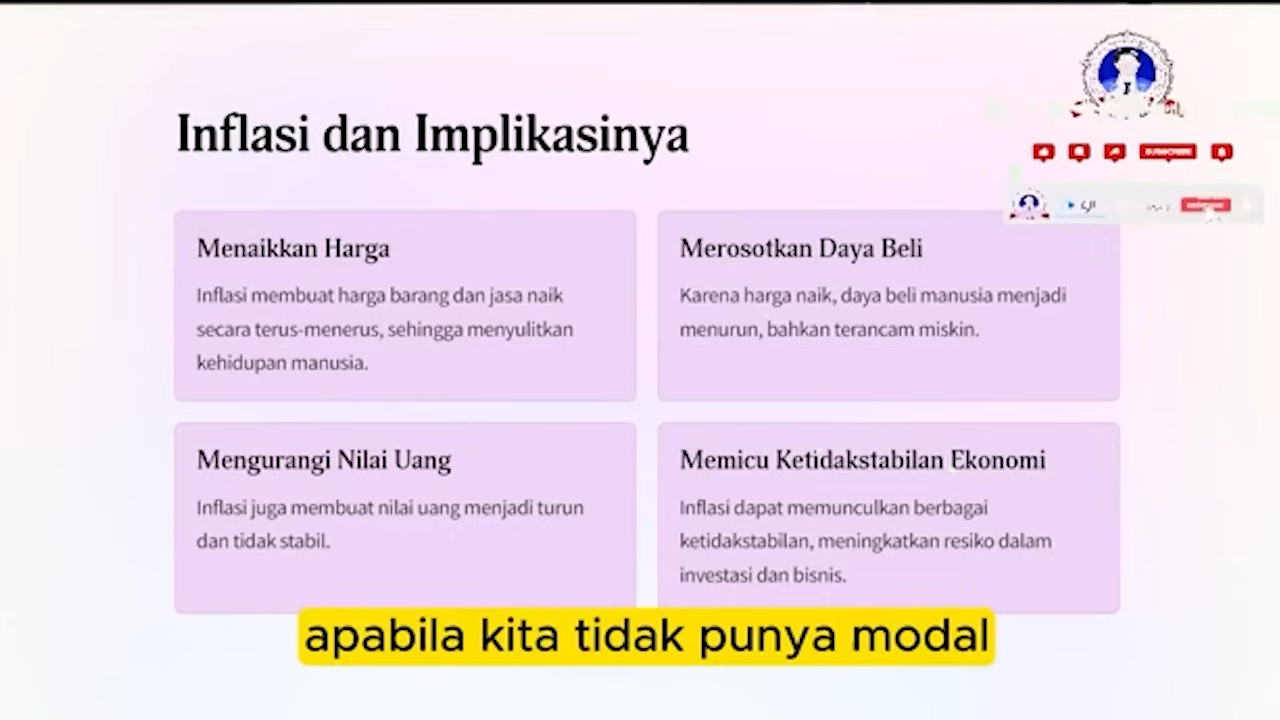 Inflasi dan Implikasinya
SUBSCRIBE
Menaikkan Harga
Inflasi membuat harga barang dan jasa naik
secara terus-menerus, sehingga menyulitkan
kehidupan manusia.
Merosotkan Daya Beli
Karena harga naik, daya beli manusia menjadi
menurun, bahkan terancam miskin.
Mengurangi Nilai Uang
Inflasi juga membuat nilai uang menjadi turun
dan tidak stabil.
Memicu Ketidakstabilan Ekonomi
Inflasi dapat memunculkan berbagai
ketidakstabilan, meningkatkan resiko dalam
investasi dan bisnis.
apabila kita tidak punya modal